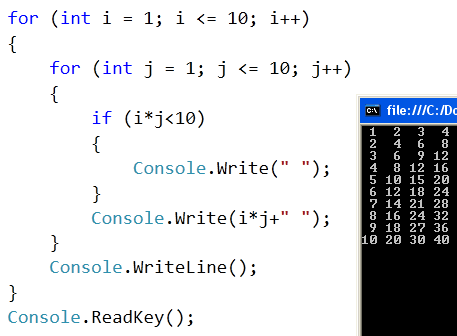 for (int i = 1; i <= 10; i++)
{
    for (int j = 1; j <= 10; j++)
    {
        if (i*j<10)
        {
            Console.Write(" ");
        }
        Console.Write(i*j+" ");
    }
    Console.WriteLine();
}
Console.ReadKey();
C:\ file:///C:/Do
 1  2  3  4
 2  4  6  8
 3  6  9 12
 4  8 12 16
 5 10 15 20
 6 12 18 24
 7 14 21 28
 8 16 24 32
 9 18 27 36
10 20 30 40